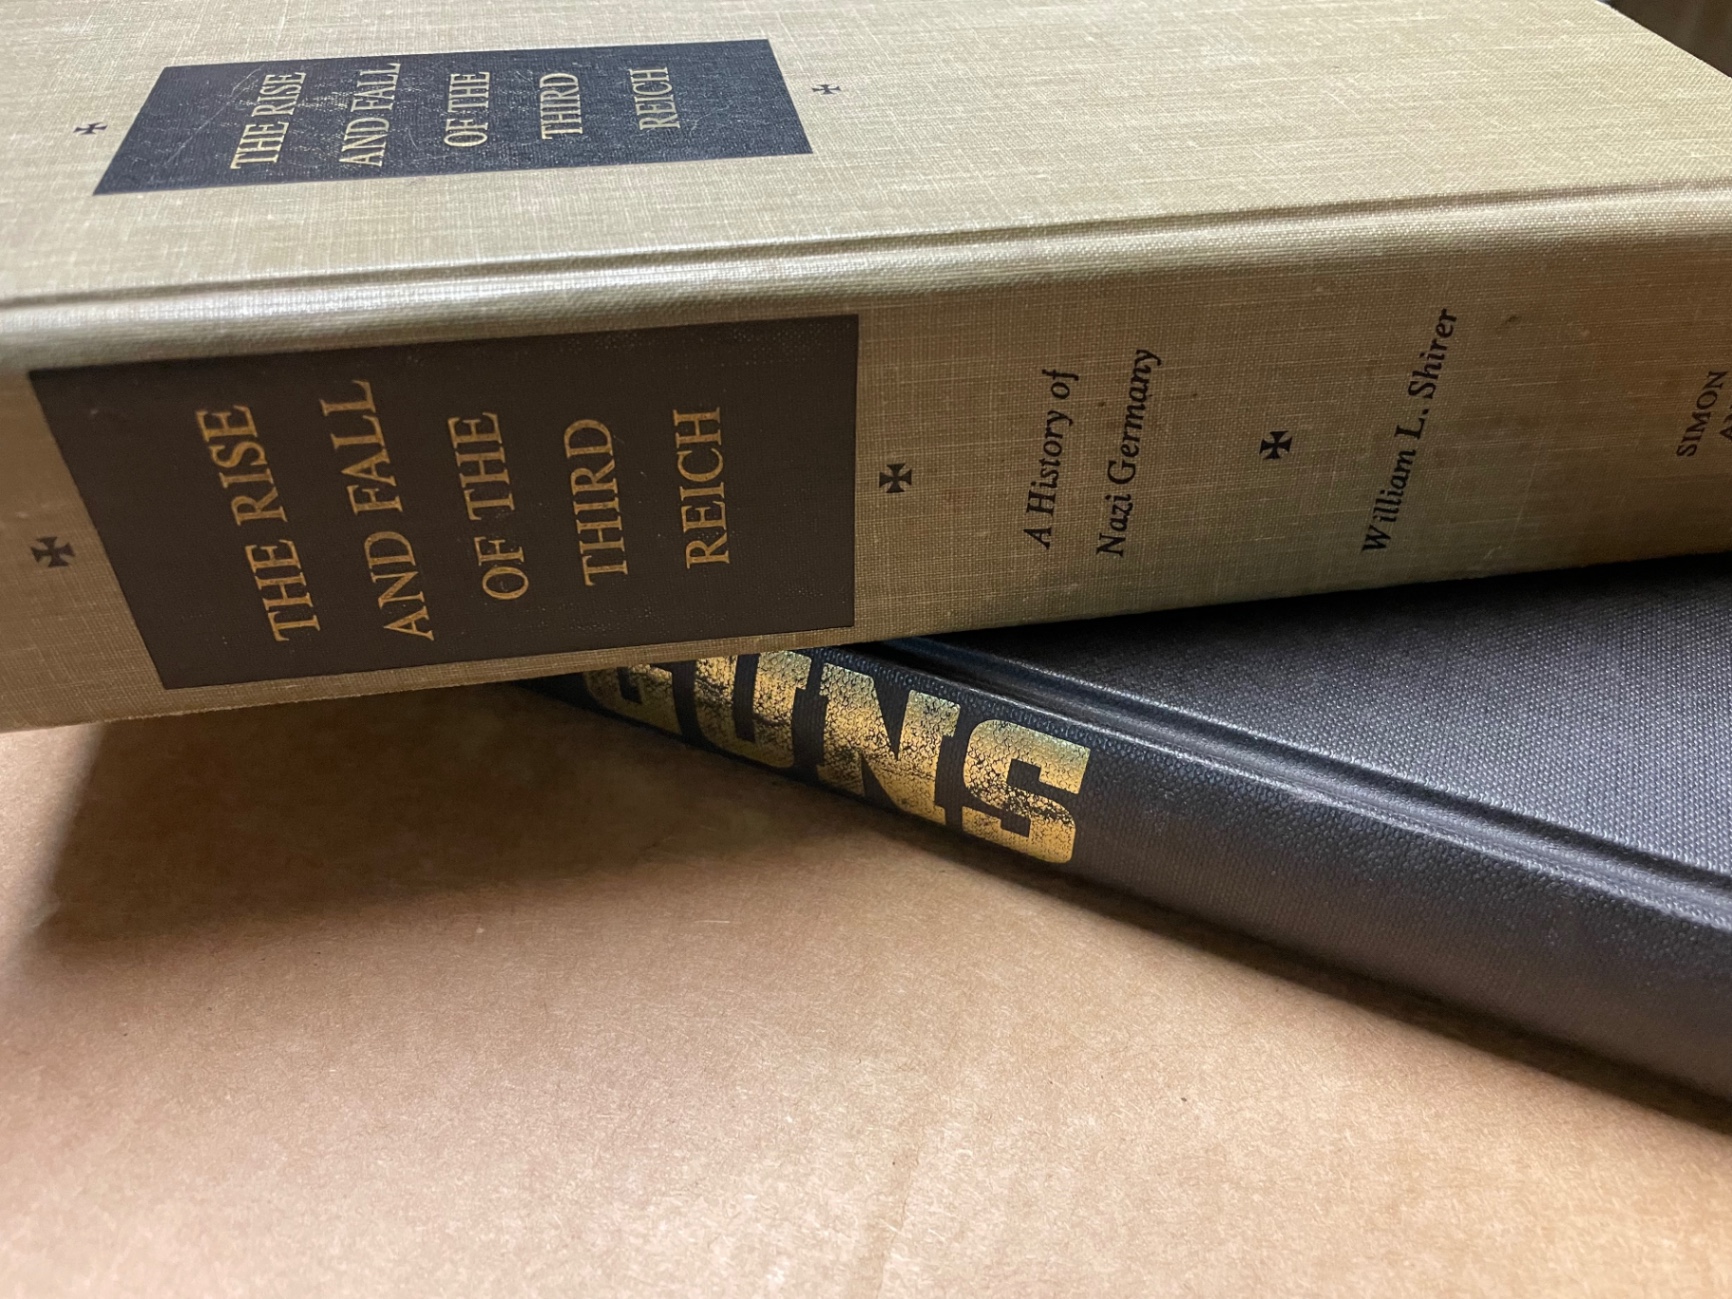 THE RISE
AND FALL
OF THE
THIRD
REICH
THE RISE
AND FALL
OF THE
THIRD
REICH
A History of
Nazi Germany
William L. Shirer
SIMON
GUNS